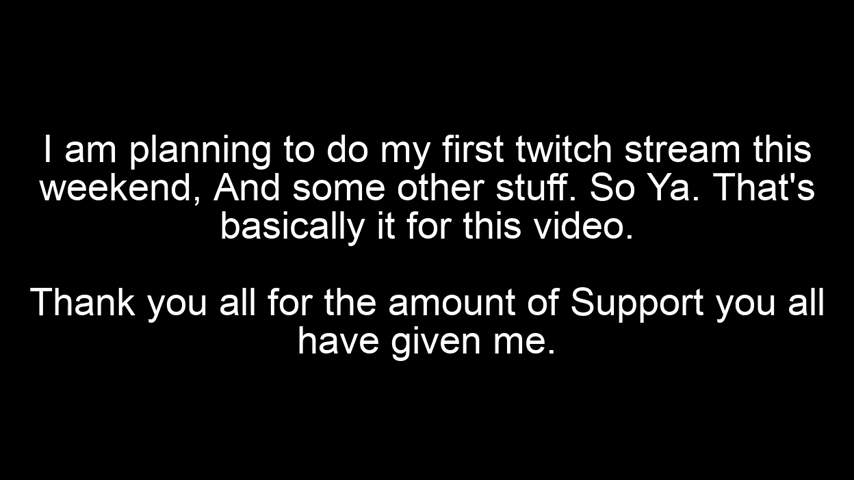 I am planning to do my first twitch stream this
weekend, And some other stuff. So Ya. That's
basically it for this video.
Thank you all for the amount of Support you all
have given me.